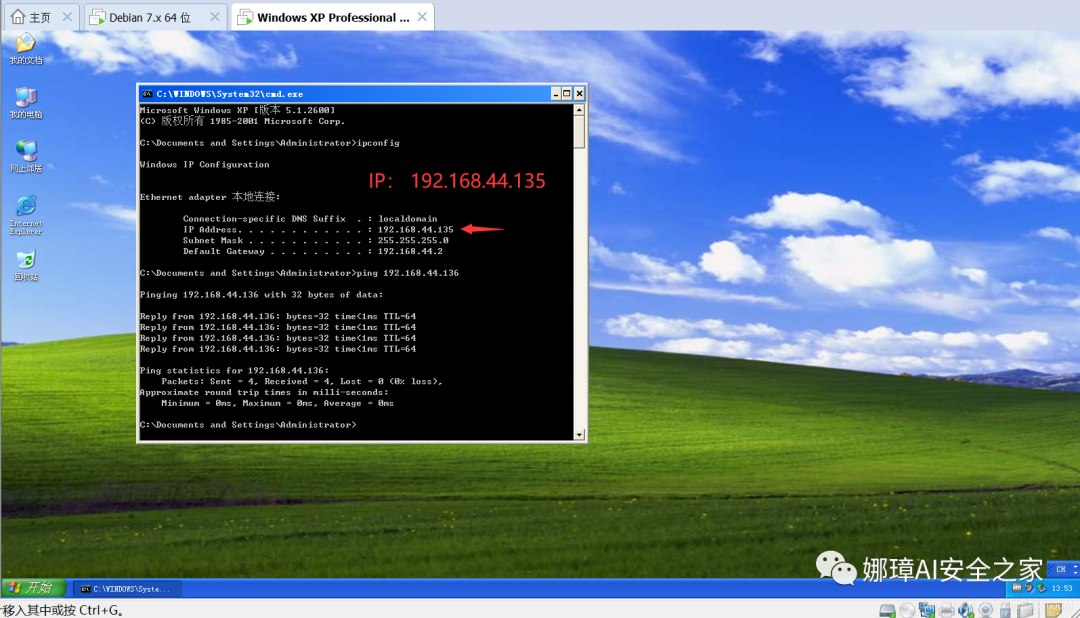 主页
Debian 7.x 64 位
Windows XP Professional ...
我的文档
我的电脑
网上邻居
Internet
Explorer
回收站
C:\WINDOWS\System32\cmd.exe
Microsoft Windows XP [版本 5.1.2600]
(C) 版权所有 1985-2001 Microsoft Corp.
C:\Documents and Settings\Administrator>ipconfig
Windows IP Configuration
IP: 192.168.44.135
Ethernet adapter 本地连接:
Connection-specific DNS Suffix . : localdomain
IP Address. . . . . . . . . . . . : 192.168.44.135
Subnet Mask . . . . . . . . . . . : 255.255.255.0
Default Gateway . . . . . . . . . : 192.168.44.2
C:\Documents and Settings\Administrator>ping 192.168.44.136
Pinging 192.168.44.136 with 32 bytes of data:
Reply from 192.168.44.136: bytes=32 time<1ms TTL=64
Reply from 192.168.44.136: bytes=32 time<1ms TTL=64
Reply from 192.168.44.136: bytes=32 time<1ms TTL=64
Reply from 192.168.44.136: bytes=32 time<1ms TTL=64
Ping statistics for 192.168.44.136:
Packets: Sent = 4, Received = 4, Lost = 0 (0% loss),
Approximate round trip times in milli-seconds:
Minimum = 0ms, Maximum = 0ms, Average = 0ms
C:\Documents and Settings\Administrator>
娜璋AI安全之家
开始
C:\WINDOWS\Syste...
CH
13:53
移入其中或按 Ctrl+G。